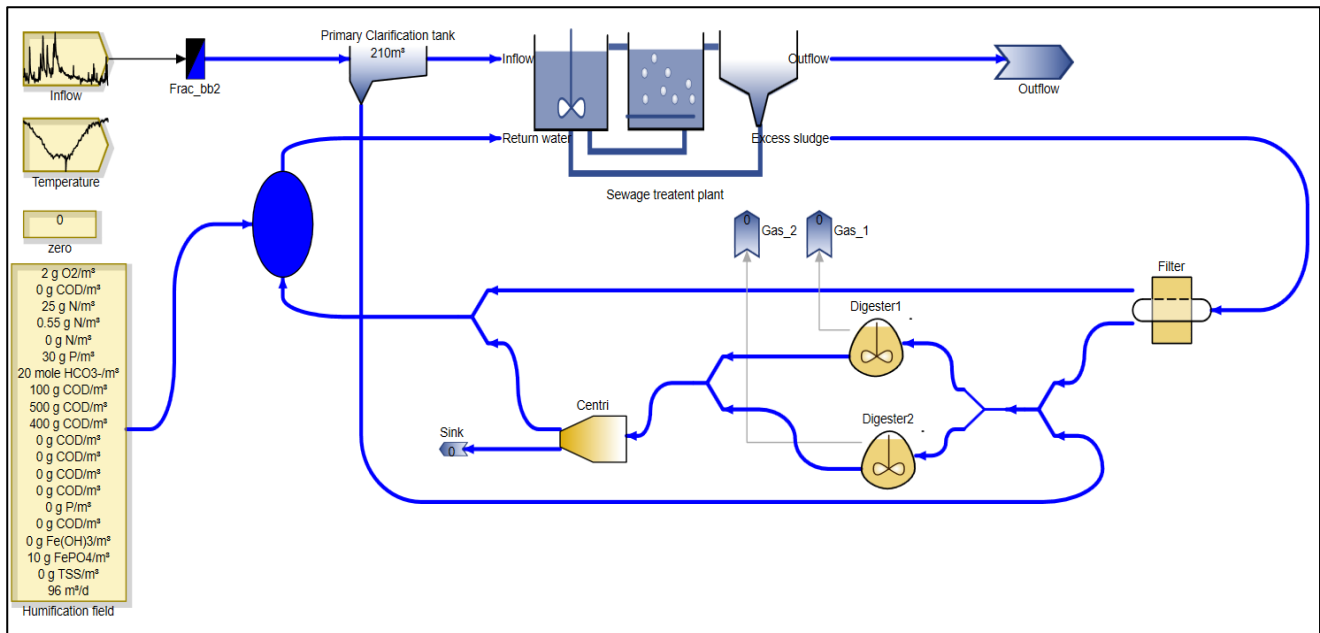 Inflow
Frac_bb2
Primary Clarification tank
210m³
Inflow
Outflow
Return water
Excess sludge
Sewage treatent plant
Outflow
Temperature
0
zero
2 g O2/m³
0 g COD/m³
25 g N/m³
0.55 g N/m³
0 g N/m³
30 g P/m³
20 mole HCO3-/m³
100 g COD/m³
500 g COD/m³
400 g COD/m³
0 g COD/m³
0 g COD/m³
0 g COD/m³
0 g COD/m³
0 g P/m³
0 g COD/m³
0 g Fe(OH)3/m³
10 g FePO4/m³
0 g TSS/m³
96 m³/d
Humification field
0
Gas_2
0
Gas_1
Filter
Digester1
Digester2
Centri
Sink
0